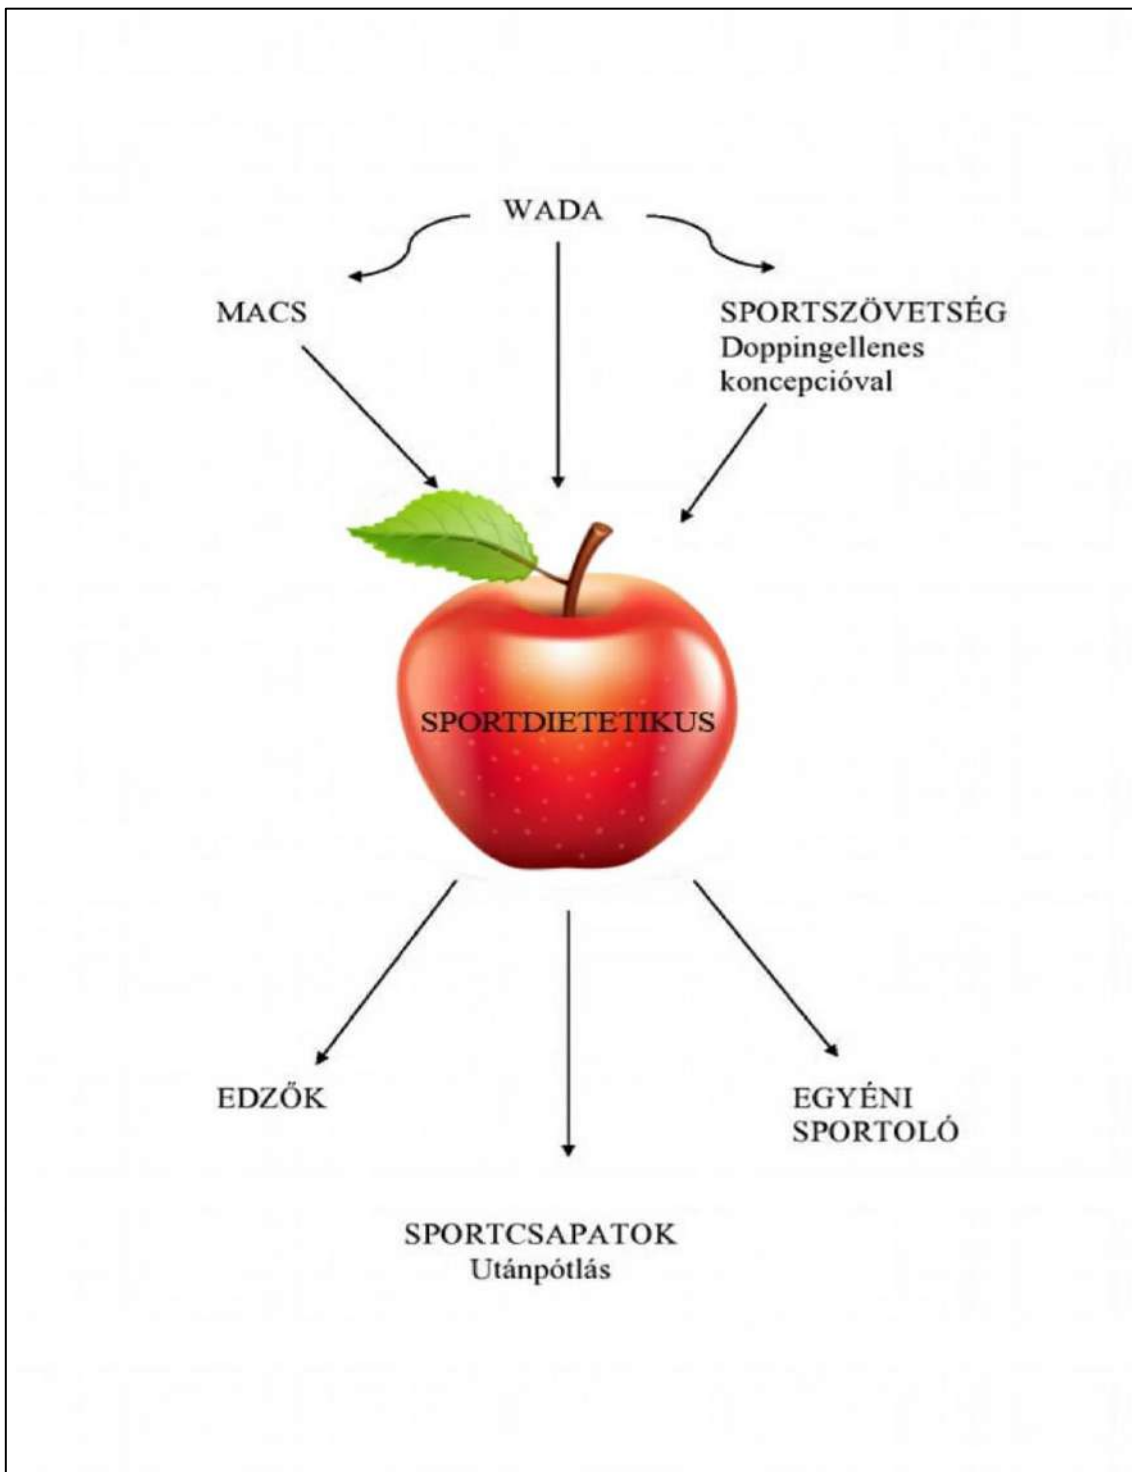 WADA
MACS
SPORTSZÖVETSÉG
Doppingellenes
koncepcióval
SPORTDIETETIKUS
EDZŐK
EGYÉNI
SPORTOLÓ
SPORTCSAPATOK
Utánpótlás